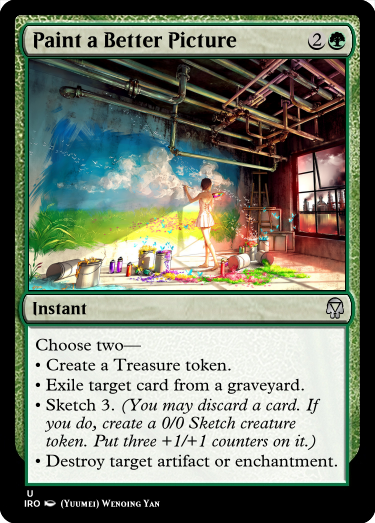 Paint a Better Picture 2
Instant
Choose two—
• Create a Treasure token.
• Exile target card from a graveyard.
• Sketch 3. (You may discard a card. If
you do, create a 0/0 Sketch creature
token. Put three +1/+1 counters on it.)
• Destroy target artifact or enchantment.
U
IRO (Yuumei) Wenqing Yan